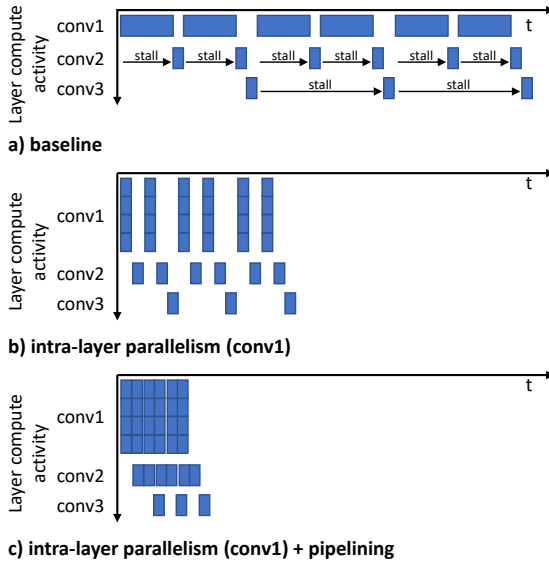 Layer compute
activity
conv1
t
conv2
stall stall stall stall stall stall
conv3
stall stall
a) baseline
Layer compute
activity
t
conv1
conv2
conv3
b) intra-layer parallelism (conv1)
Layer compute
activity
t
conv1
conv2
conv3
c) intra-layer parallelism (conv1) + pipelining